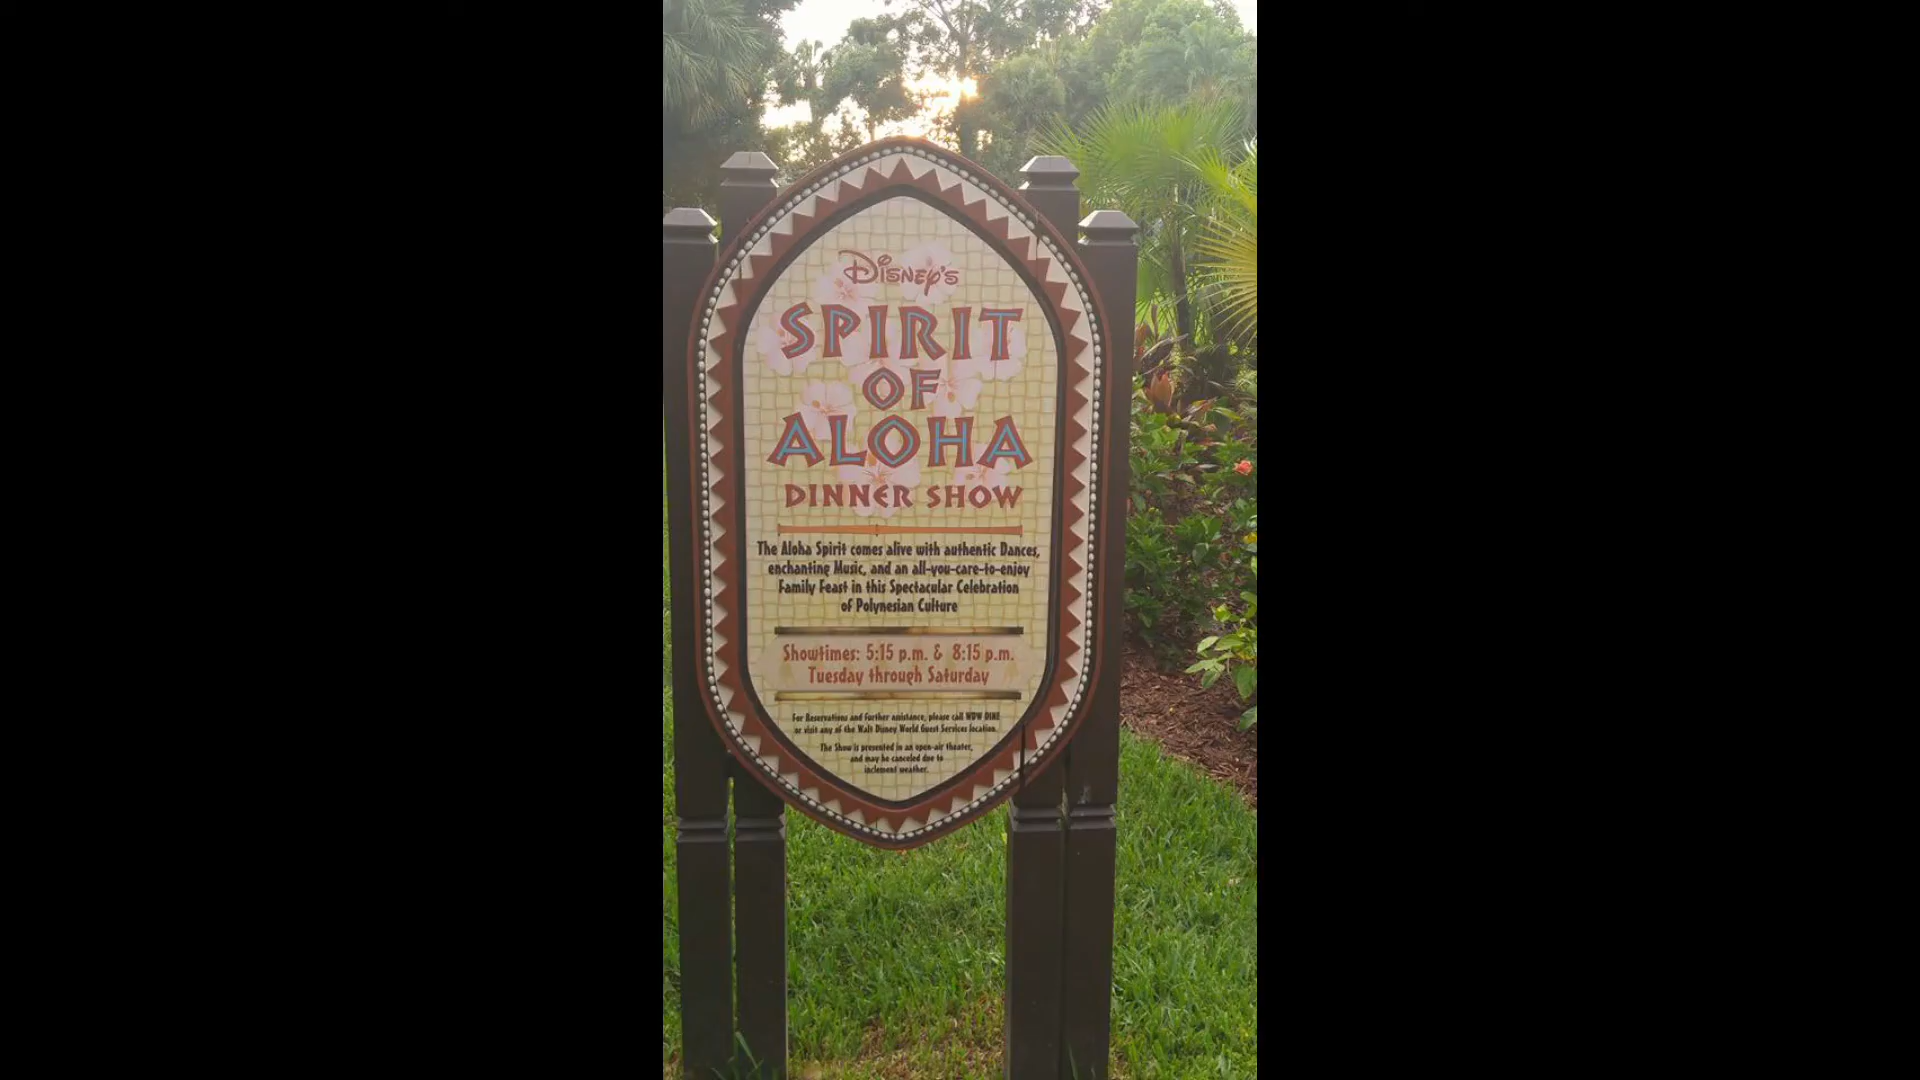 Disney's
SPIRIT
OF
ALOHA
DINNER SHOW
The Aloha Spirit comes alive with authentic Dances,
enchanting Music, and an all-you-care-to-enjoy
Family Feast in this Spectacular Celebration
of Polynesian Culture
Showtimes: 5:15 p.m. & 8:15 p.m.
Tuesday through Saturday
For Reservations and further assistance, please call WDW DINE
or visit any of the Walt Disney World Guest Services location.
The Show is presented in an open-air theater,
and may be canceled due to
inclement weather.